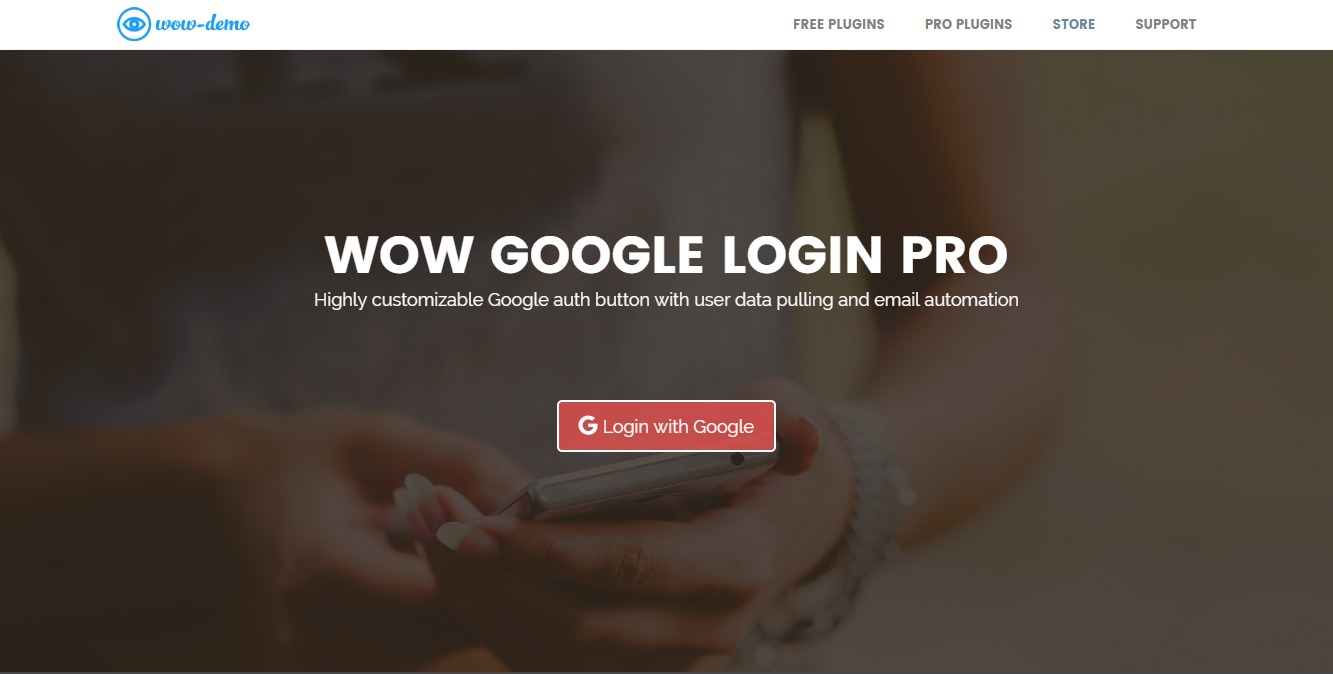 wow-demo
FREE PLUGINS
PRO PLUGINS
STORE
SUPPORT
WOW GOOGLE LOGIN PRO
Highly customizable Google auth button with user data pulling and email automation
G Login with Google